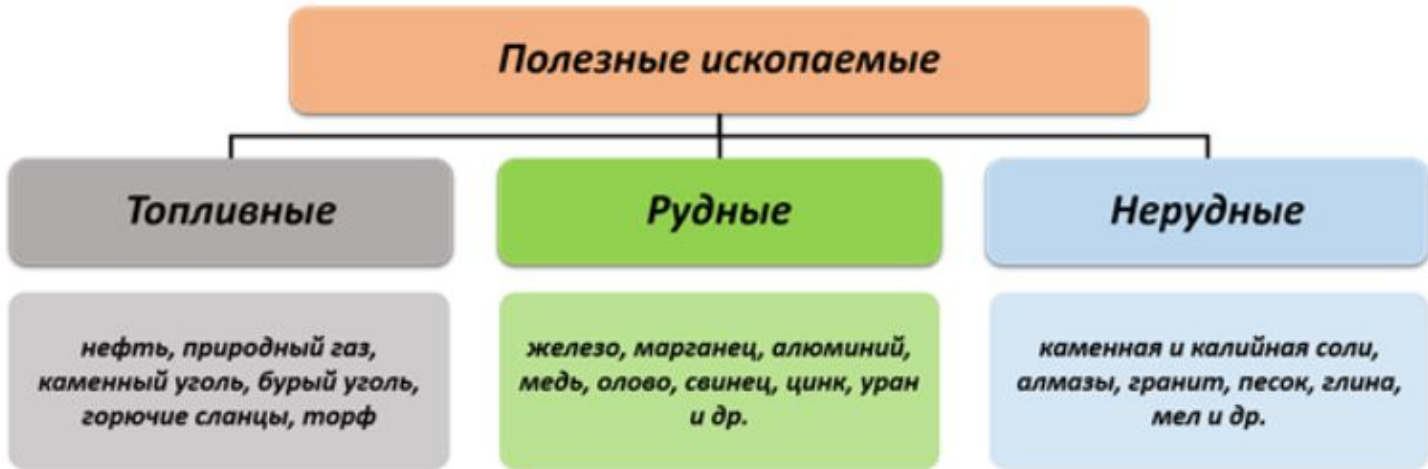 Полезные ископаемые
Топливные
Рудные
Нерудные
нефть, природный газ,
каменный уголь, бурый уголь,
горючие сланцы, торф
железо, марганец, алюминий,
медь, олово, свинец, цинк, уран
и др.
каменная и калийная соли,
алмазы, гранит, песок, глина,
мел и др.